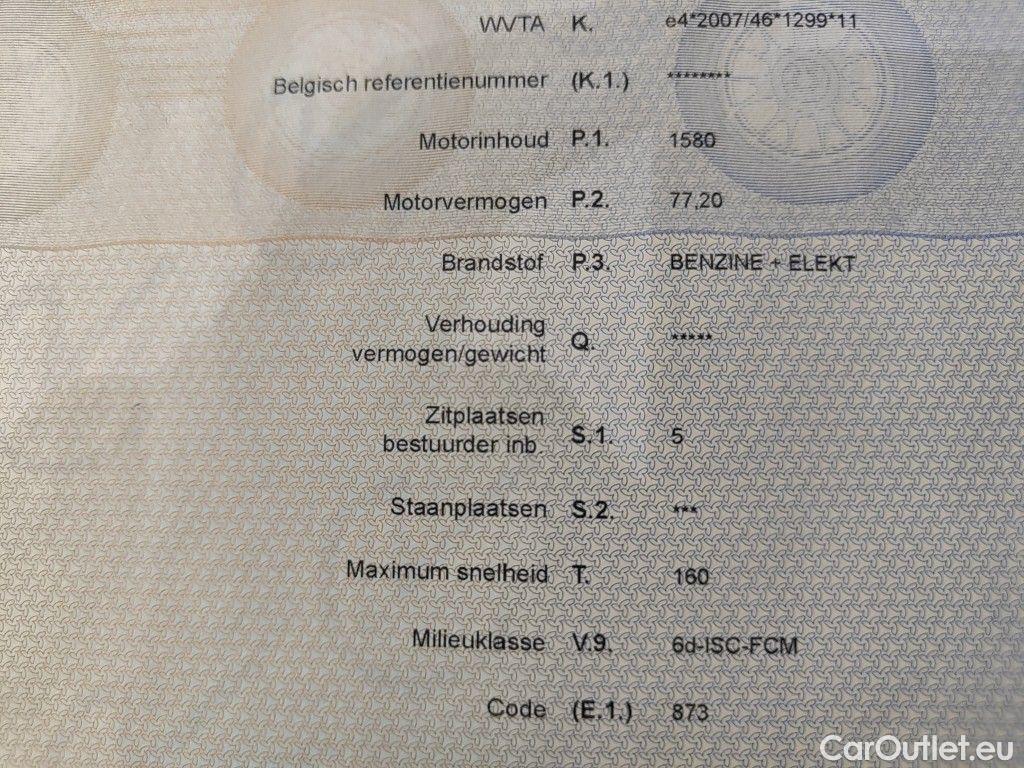 WVTA K. e4*2007/46*1299*11
Belgisch referentienummer (K.1.) ********
Motorinhoud P.1. 1580
Motorvermogen P.2. 77,20
Brandstof P.3. BENZINE + ELEKT
Verhouding
vermogen/gewicht Q. *****
Zitplaatsen
bestuurder inb S.1. 5
Staanplaatsen S.2. ***
Maximum snelheid T. 160
Milieuklasse V.9. 6d-ISC-FCM
Code (E.1.) 873
CarOutlet.eu